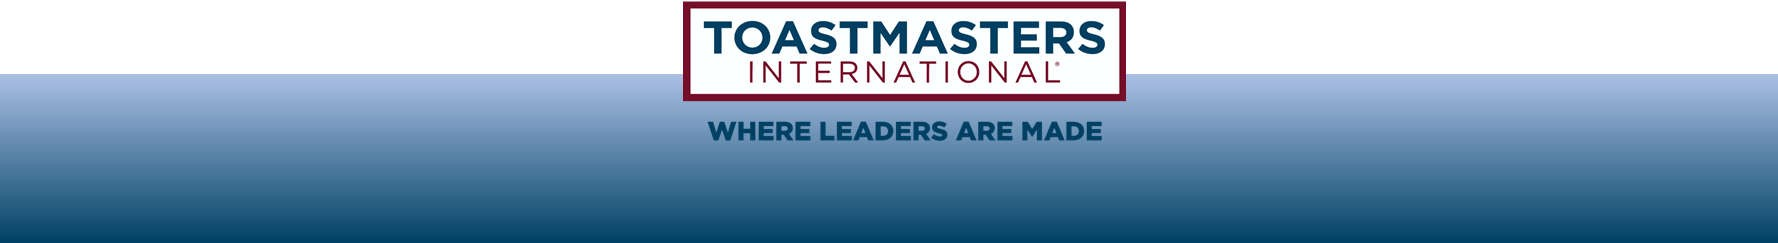 TOASTMASTERS
INTERNATIONAL®
WHERE LEADERS ARE MADE